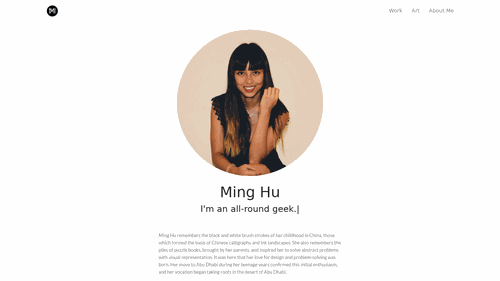 M
Work Art About Me
Ming Hu
I'm an all-round geek.|
Ming Hu remembers the black and white brush strokes of her childhood in China, those
which formed the basis of Chinese calligraphy and ink landscapes. She also remembers the
piles of puzzle books, brought by her parents, and inspired her to solve abstract problems
with visual representation. It was here that her love for design and problem-solving was
born. Her move to Abu Dhabi during her teenage years confirmed this initial enthusiasm,
and her vocation began taking roots in the desert of Abu Dhabi.